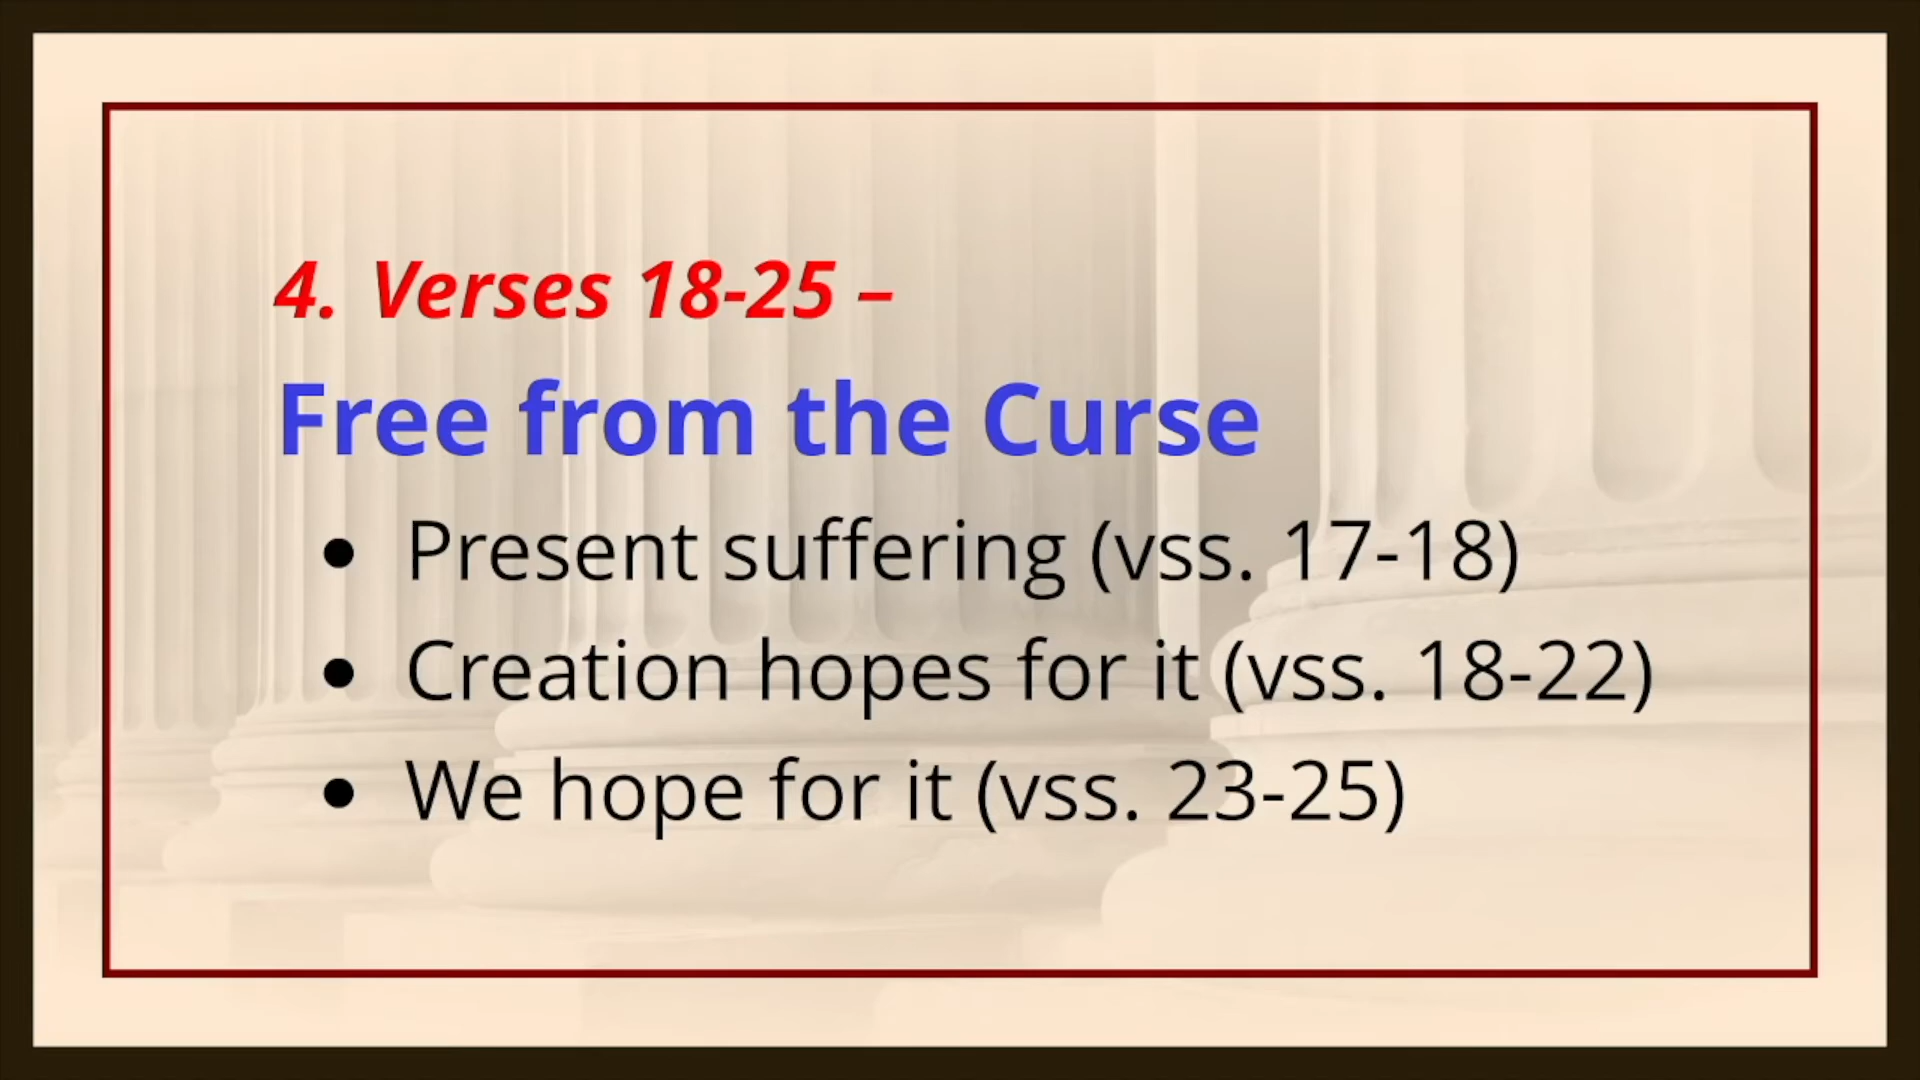 4. Verses 18-25 –
Free from the Curse
• Present suffering (vss. 17-18)
• Creation hopes for it (vss. 18-22)
• We hope for it (vss. 23-25)